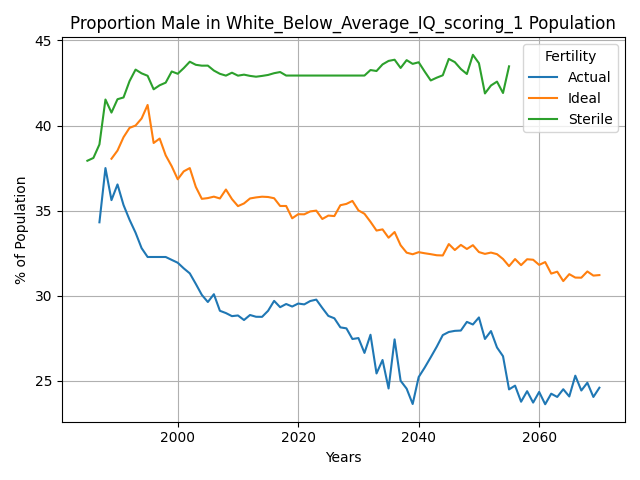 Proportion Male in White_Below_Average_IQ_scoring_1 Population
% of Population
45
40
35
30
25
Fertility
Actual
Ideal
Sterile
2000
2020
2040
2060
Years